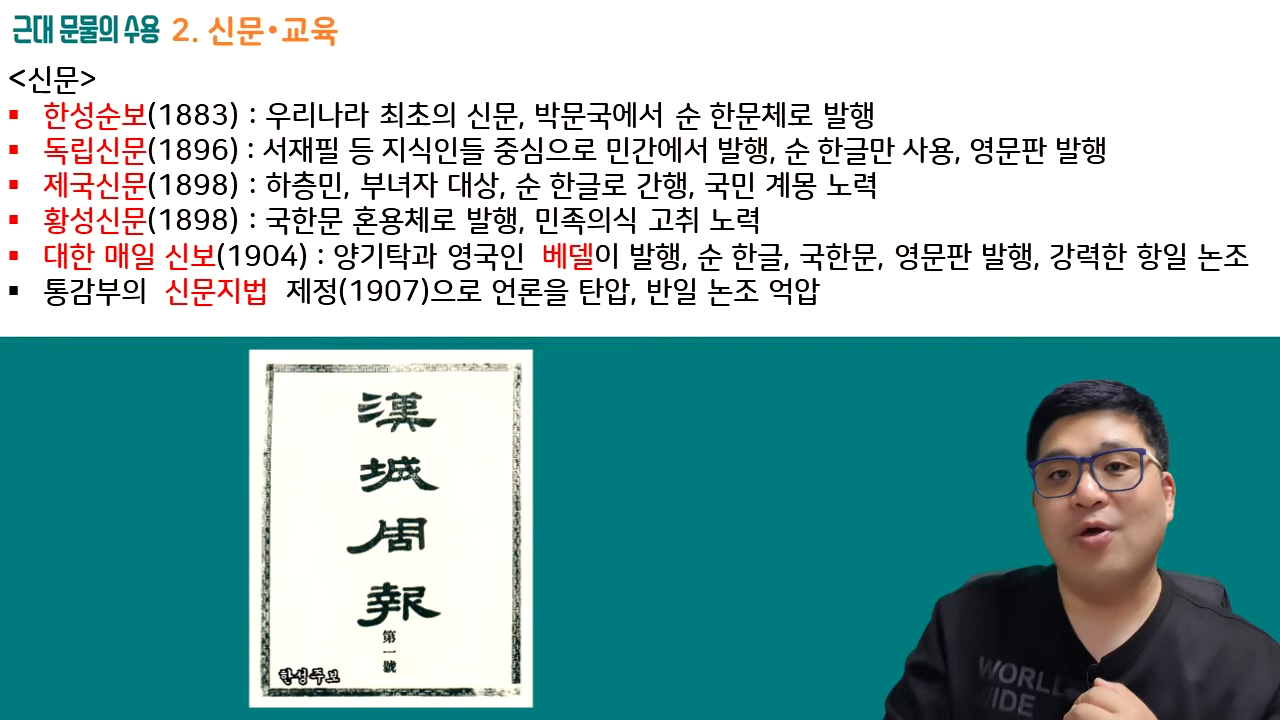 근대 문물의 수용 2. 신문•교육
<신문>
▪ 한성순보(1883) : 우리나라 최초의 신문, 박문국에서 순 한문체로 발행
▪ 독립신문(1896) : 서재필 등 지식인들 중심으로 민간에서 발행, 순 한글만 사용, 영문판 발행
▪ 제국신문(1898) : 하층민, 부녀자 대상, 순 한글로 간행, 국민 계몽 노력
▪ 황성신문(1898) : 국한문 혼용체로 발행, 민족의식 고취 노력
▪ 대한 매일 신보(1904) : 양기탁과 영국인 베델이 발행, 순 한글, 국한문, 영문판 발행, 강력한 항일 논조
▪ 통감부의 신문지법 제정(1907)으로 언론을 탄압, 반일 논조 억압
漢
城
周
報
第
一
號
한성주보
WORLD
WIDE